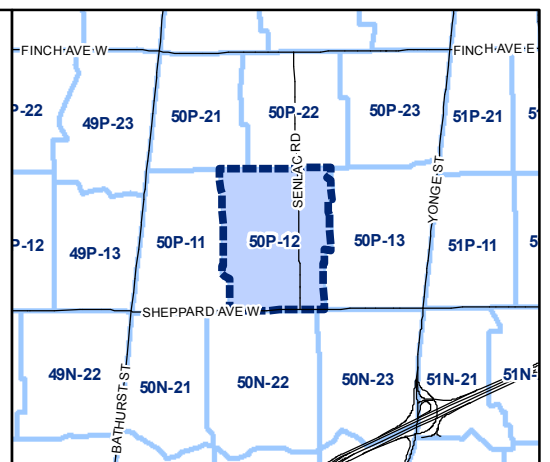 FINCH AVE W
FINCH AVE E
P-22
49P-23
50P-21
50P-22
50P-23
51P-21
SENLAC RD
YONGE ST
P-12
49P-13
50P-11
50P-12
50P-13
51P-11
SHEPPARD AVE W
49N-22
50N-21
50N-22
50N-23
51N-21
51N-
BATHURST ST